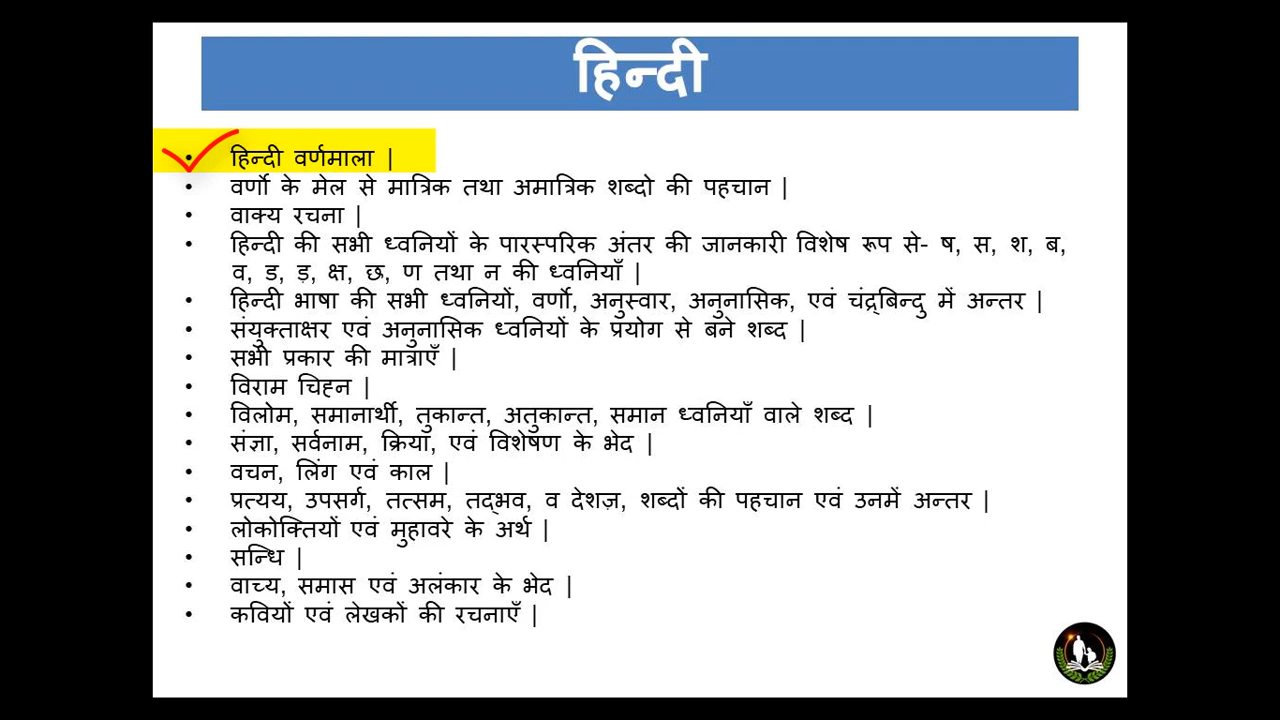 हिन्दी
• हिन्दी वर्णमाला |
• वर्णो के मेल से मात्रिक तथा अमात्रिक शब्दो की पहचान |
• वाक्य रचना |
• हिन्दी की सभी ध्वनियों के पारस्परिक अंतर की जानकारी विशेष रूप से- ष, स, श, ब,
व, ड, ड़, क्ष, छ, ण तथा न की ध्वनियाँ |
• हिन्दी भाषा की सभी ध्वनियों, वर्णो, अनुस्वार, अनुनासिक, एवं चंद्र्बिन्दु में अन्तर |
• संयुक्ताक्षर एवं अनुनासिक ध्वनियों के प्रयोग से बने शब्द |
• सभी प्रकार की मात्राएँ |
• विराम चिह्न |
• विलोम, समानार्थी, तुकान्त, अतुकान्त, समान ध्वनियाँ वाले शब्द |
• संज्ञा, सर्वनाम, क्रिया, एवं विशेषण के भेद |
• वचन, लिंग एवं काल |
• प्रत्यय, उपसर्ग, तत्सम, तद्भव, व देशज़, शब्दों की पहचान एवं उनमें अन्तर |
• लोकोक्तियों एवं मुहावरे के अर्थ |
• सन्धि |
• वाच्य, समास एवं अलंकार के भेद |
• कवियों एवं लेखकों की रचनाएँ |